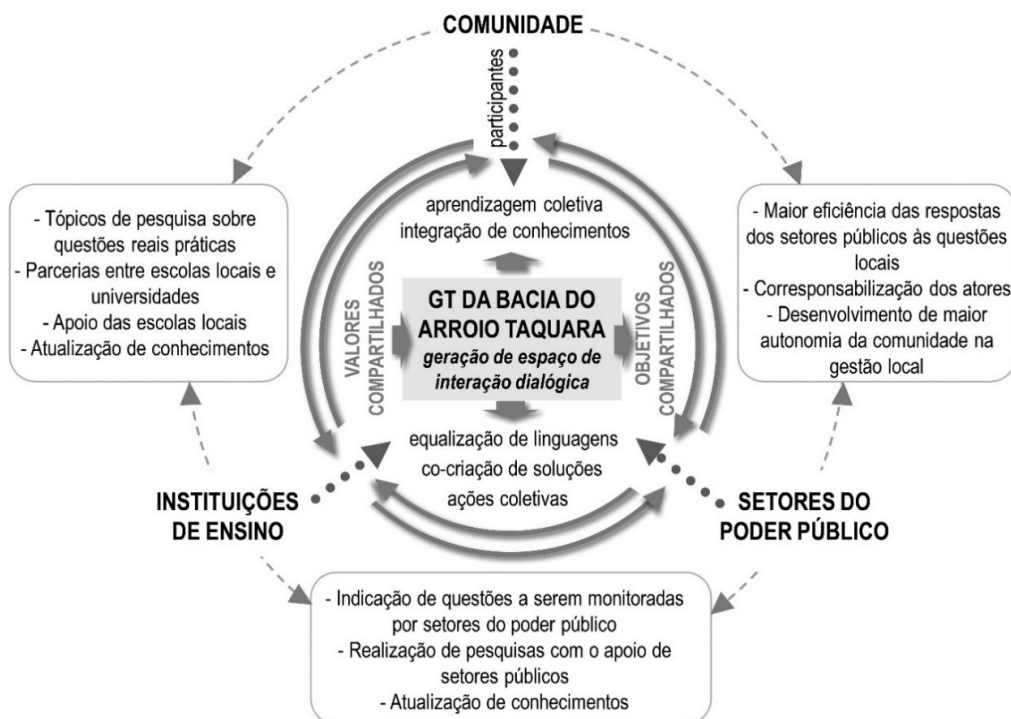 COMUNIDADE
participantes
- Tópicos de pesquisa sobre
questões reais práticas
- Parcerias entre escolas locais e
universidades
- Apoio das escolas locais
- Atualização de conhecimentos
aprendizagem coletiva
integração de conhecimentos
VALORES
COMPARTILHADOS
GT DA BACIA DO
ARROIO TAQUARA
geração de espaço de
interação dialógica
OBJETIVOS
COMPARTILHADOS
- Maior eficiência das respostas
dos setores públicos às questões
locais
- Corresponsabilização dos atores
- Desenvolvimento de maior
autonomia da comunidade na
gestão local
equalização de linguagens
co-criação de soluções
ações coletivas
INSTITUIÇÕES
DE ENSINO
SETORES DO
PODER PÚBLICO
- Indicação de questões a serem monitoradas
por setores do poder público
- Realização de pesquisas com o apoio de
setores públicos
- Atualização de conhecimentos